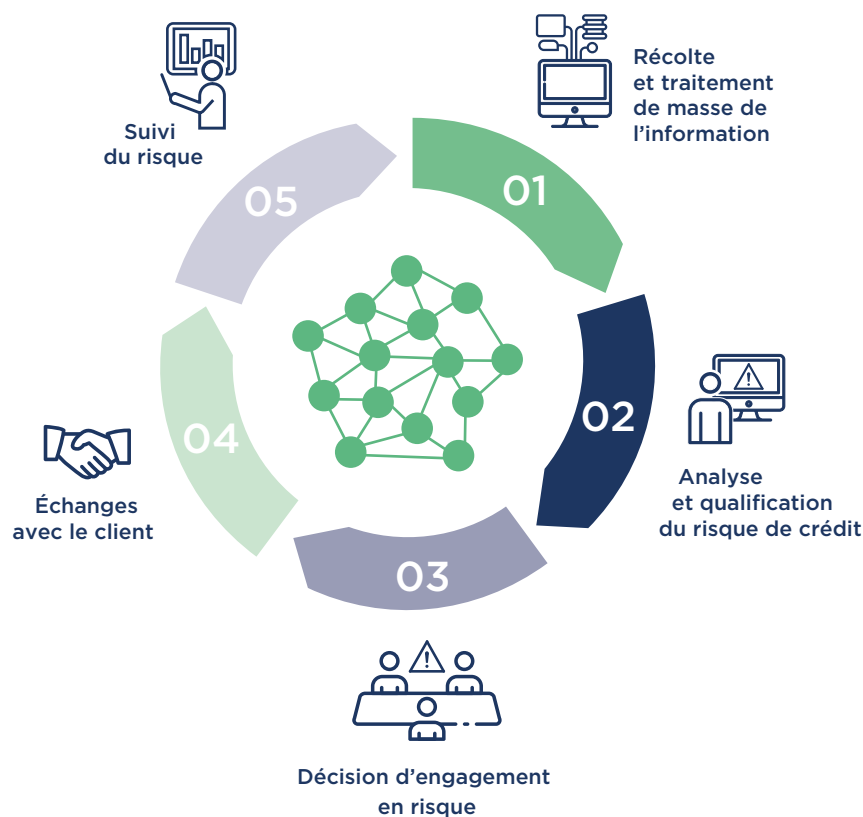 01
Récolte
et traitement
de masse de
l’information
02
Analyse
et qualification
du risque de crédit
03
Décision d’engagement
en risque
04
Échanges
avec le client
05
Suivi
du risque